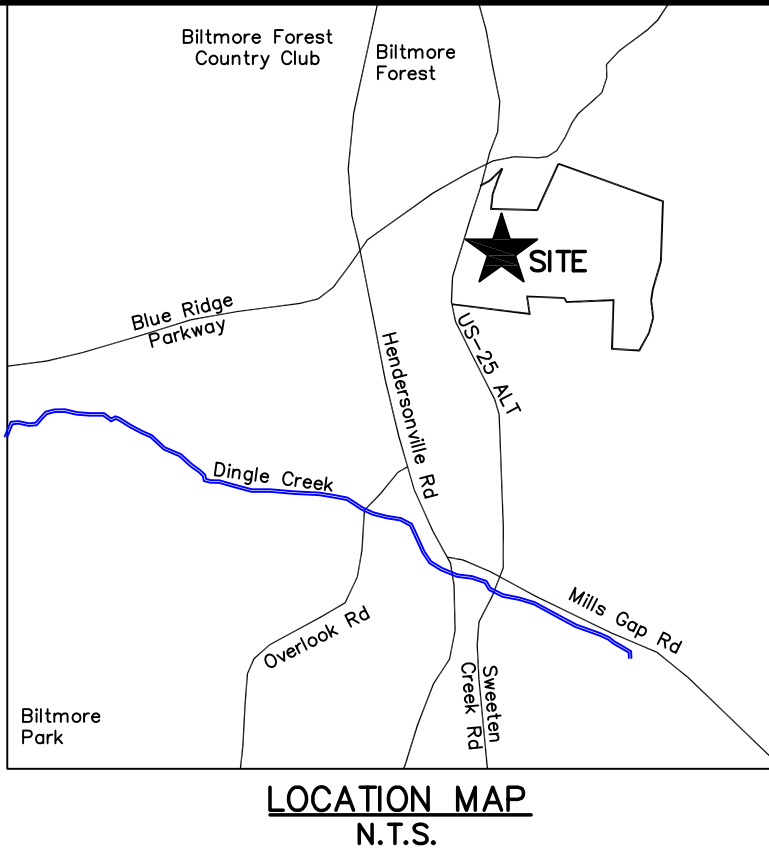 Biltmore Forest
Country Club
Biltmore
Forest
SITE
Blue Ridge
Parkway
US-25 ALT
Hendersonville Rd
Dingle Creek
Mills Gap Rd
Overlook Rd
Sweeten
Creek Rd
Biltmore
Park
LOCATION MAP
N.T.S.